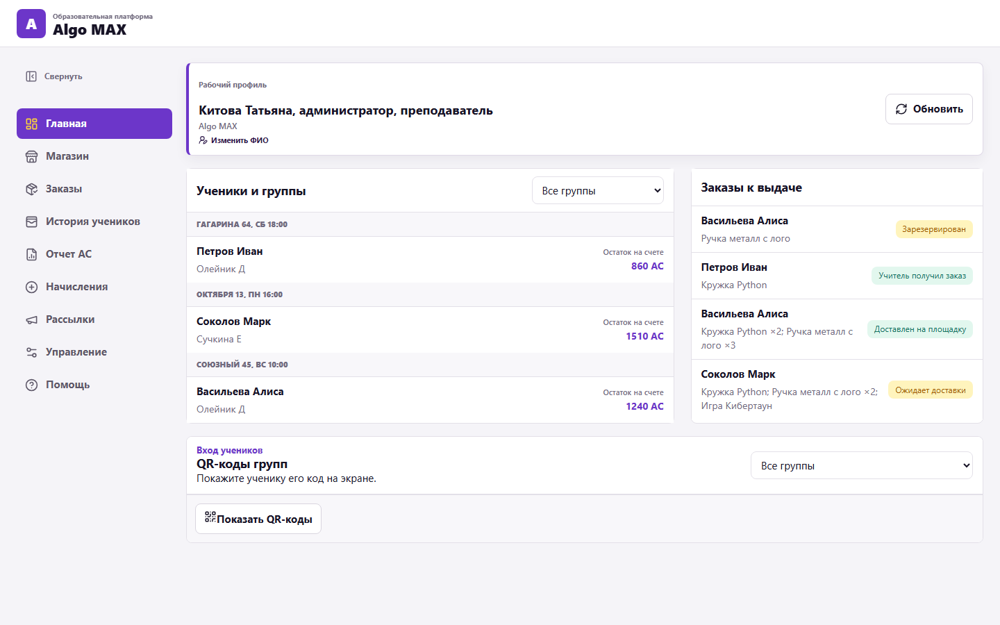 A
Образовательная платформа
Algo MAX
Свернуть
Главная
Магазин
Заказы
История учеников
Отчет АС
Начисления
Рассылки
Управление
Помощь
Рабочий профиль
Китова Татьяна, администратор, преподаватель
Algo MAX
Изменить ФИО
Обновить
Ученики и группы
Все группы
ГАГАРИНА 64, СБ 18:00
Петров Иван
Олейник Д
Остаток на счете
860 АС
ОКТЯБРЯ 13, ПН 16:00
Соколов Марк
Сучкина Е
Остаток на счете
1510 АС
СОЮЗНЫЙ 45, ВС 10:00
Васильева Алиса
Олейник Д
Остаток на счете
1240 АС
Заказы к выдаче
Васильева Алиса
Ручка металл с лого
Зарезервирован
Петров Иван
Кружка Python
Учитель получил заказ
Васильева Алиса
Кружка Python ×2; Ручка металл с
лого ×3
Доставлен на площадку
Соколов Марк
Кружка Python; Ручка металл с лого ×2;
Игра Кибертаун
Ожидает доставки
Вход учеников
QR-коды групп
Покажите ученику его код на экране.
Все группы
Показать QR-коды